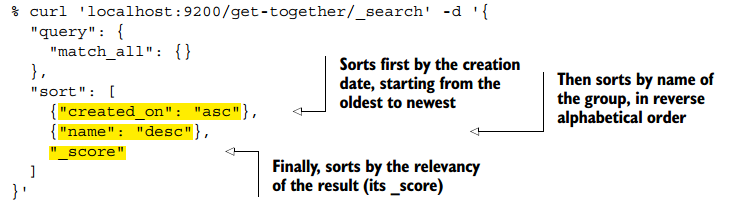 % curl 'localhost:9200/get-together/_search' -d '{
"query": {
"match_all": {}
},
"sort": [
{"created_on": "asc"},
{"name": "desc"},
"_score"
]
}'
Sorts first by the creation
date, starting from the
oldest to newest
Then sorts by name of
the group, in reverse
alphabetical order
Finally, sorts by the relevancy
of the result (its _score)